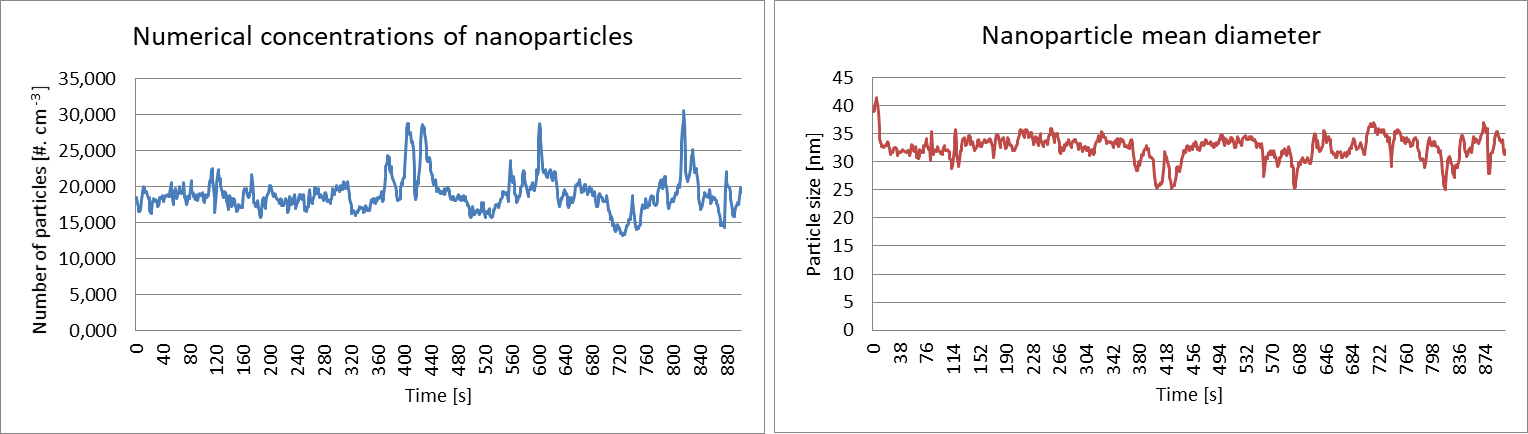 Numerical concentrations of nanoparticles
Number of particles [#. cm -3]
35,000
30,000
25,000
20,000
15,000
10,000
5,000
0,000
0 40 80 120 160 200 240 280 320 360 400 440 480 520 560 600 640 680 720 760 800 840 880
Time [s]
Nanoparticle mean diameter
Particle size [nm]
45
40
35
30
25
20
15
10
5
0
0 38 76 114 152 190 228 266 304 342 380 418 456 494 532 570 608 646 684 722 760 798 836 874
Time [s]